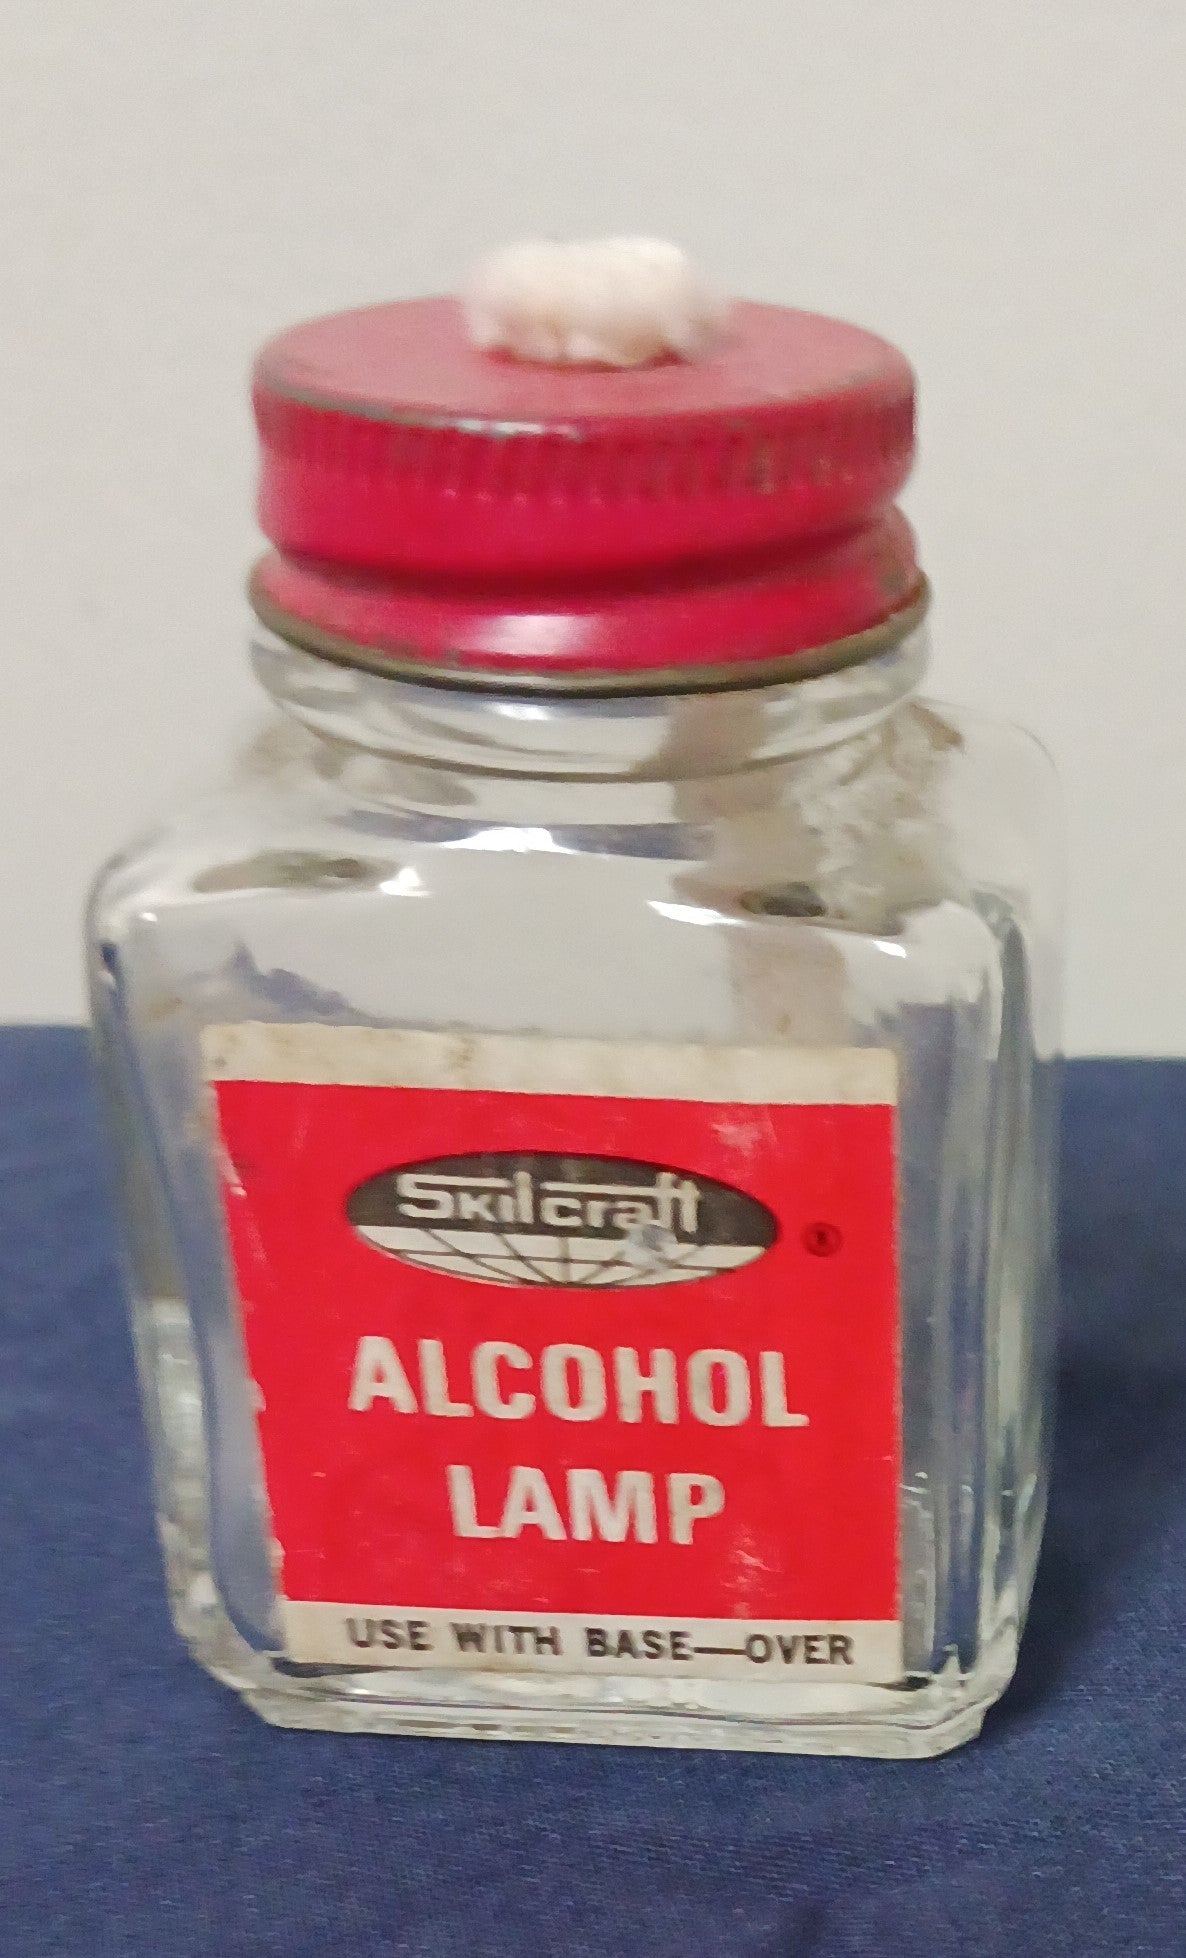 Skilcraft
®
ALCOHOL
LAMP
USE WITH BASE—OVER